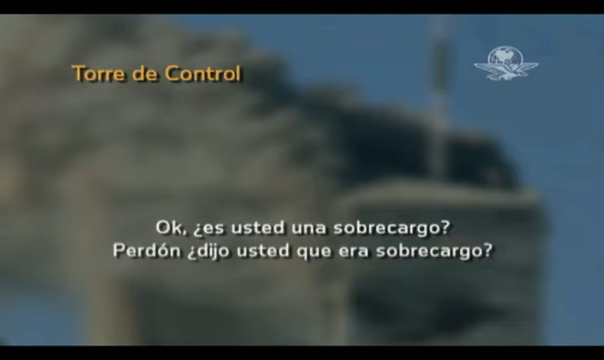 Torre de Control
Ok, ¿es usted una sobrecargo?
Perdón ¿dijo usted que era sobrecargo?